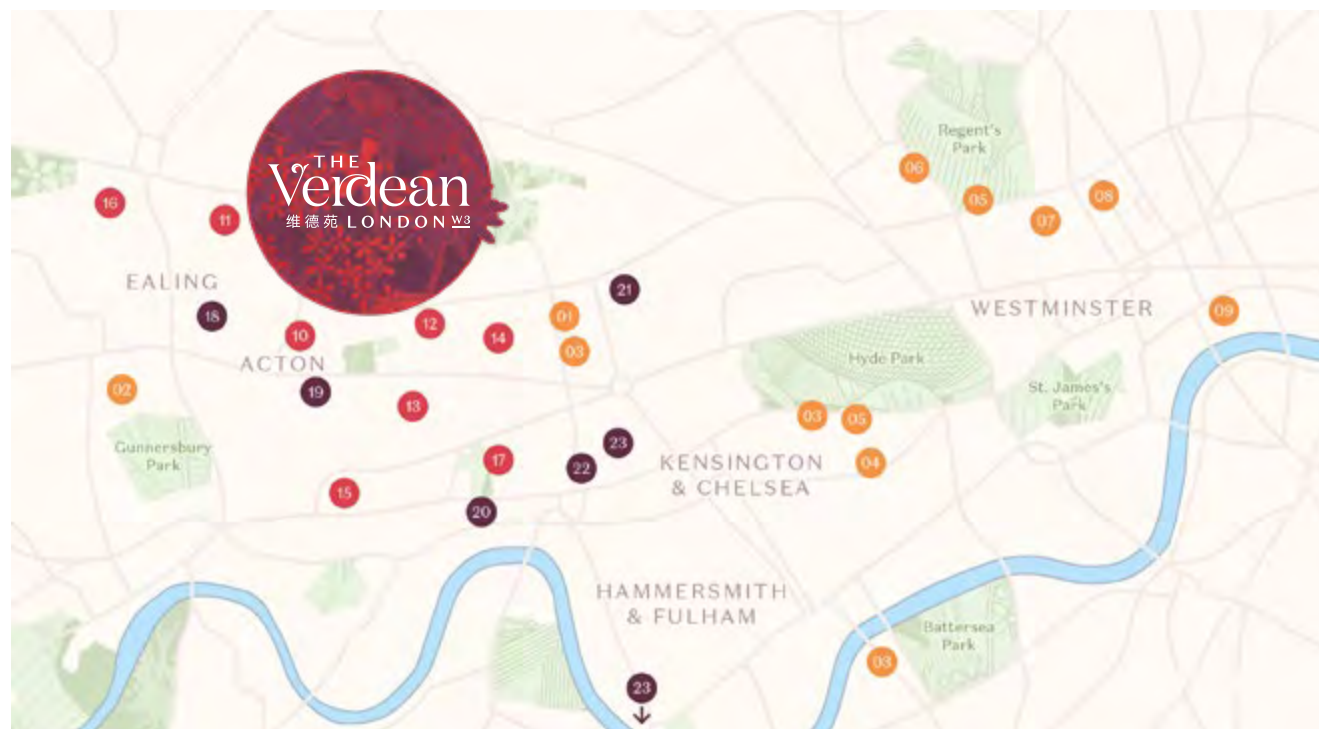 THE
Verdean
维德苑 LONDON W3
Regent's
Park
06
05
08
07
16
11
EALING
18
10
12
14
01
03
21
WESTMINSTER
09
ACTON
Hyde Park
St. James's
Park
02
19
13
03
05
04
Gunnersbury
Park
17
22
23
KENSINGTON
& CHELSEA
15
20
HAMMERSMITH
& FULHAM
Battersea
Park
03
23